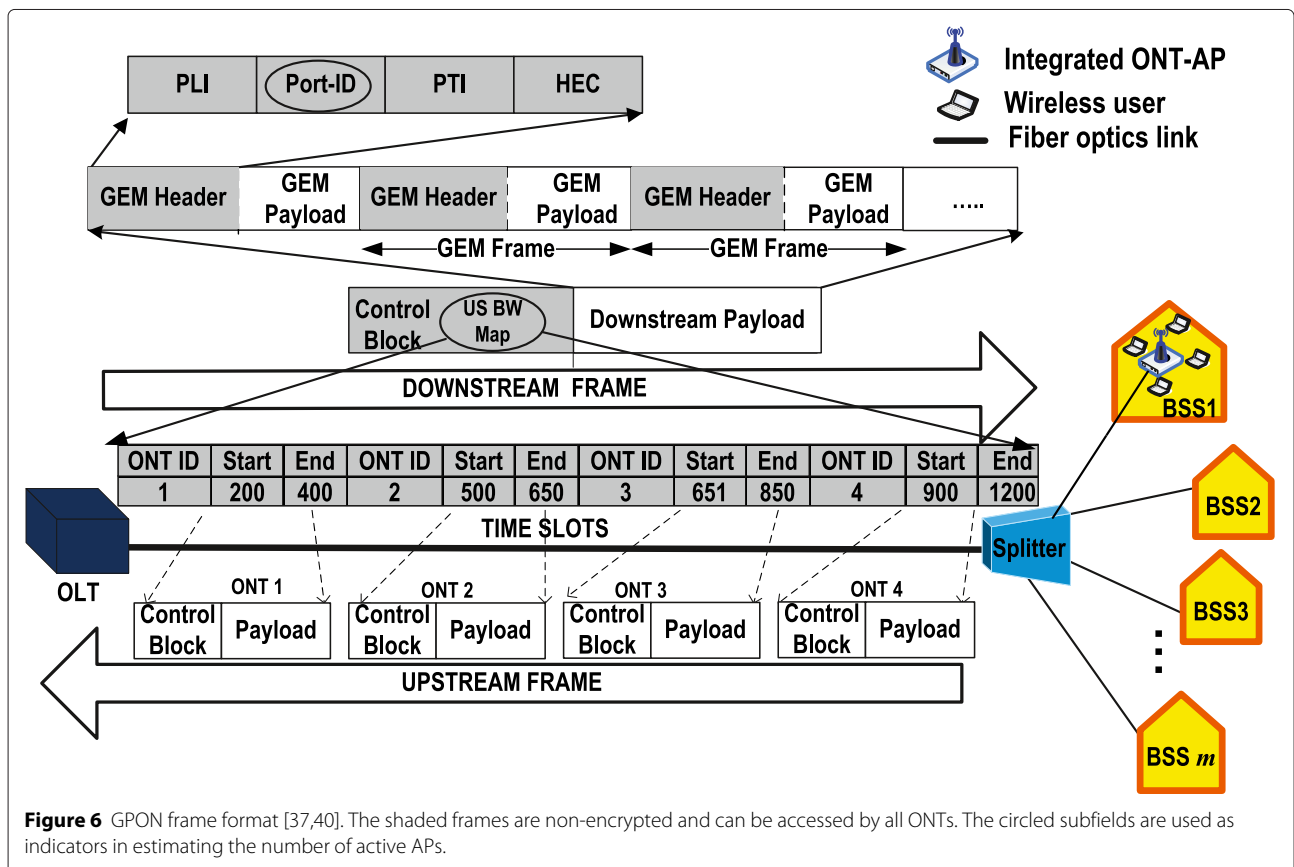 PLI Port-ID PTI HEC
Integrated ONT-AP
Wireless user
Fiber optics link
GEM Header GEM Payload GEM Header GEM Payload GEM Header GEM Payload .....
GEM Frame GEM Frame
Control Block US BW Map Downstream Payload
DOWNSTREAM FRAME
BSS1
ONT ID Start End ONT ID Start End ONT ID Start End ONT ID Start End
1 200 400 2 500 650 3 651 850 4 900 1200
TIME SLOTS
OLT
Splitter
BSS2
BSS3
BSS m
ONT 1 ONT 2 ONT 3 ONT 4
Control Block Payload Control Block Payload Control Block Payload Control Block Payload
UPSTREAM FRAME
Figure 6 GPON frame format [37,40]. The shaded frames are non-encrypted and can be accessed by all ONTs. The circled subfields are used as
indicators in estimating the number of active APs.